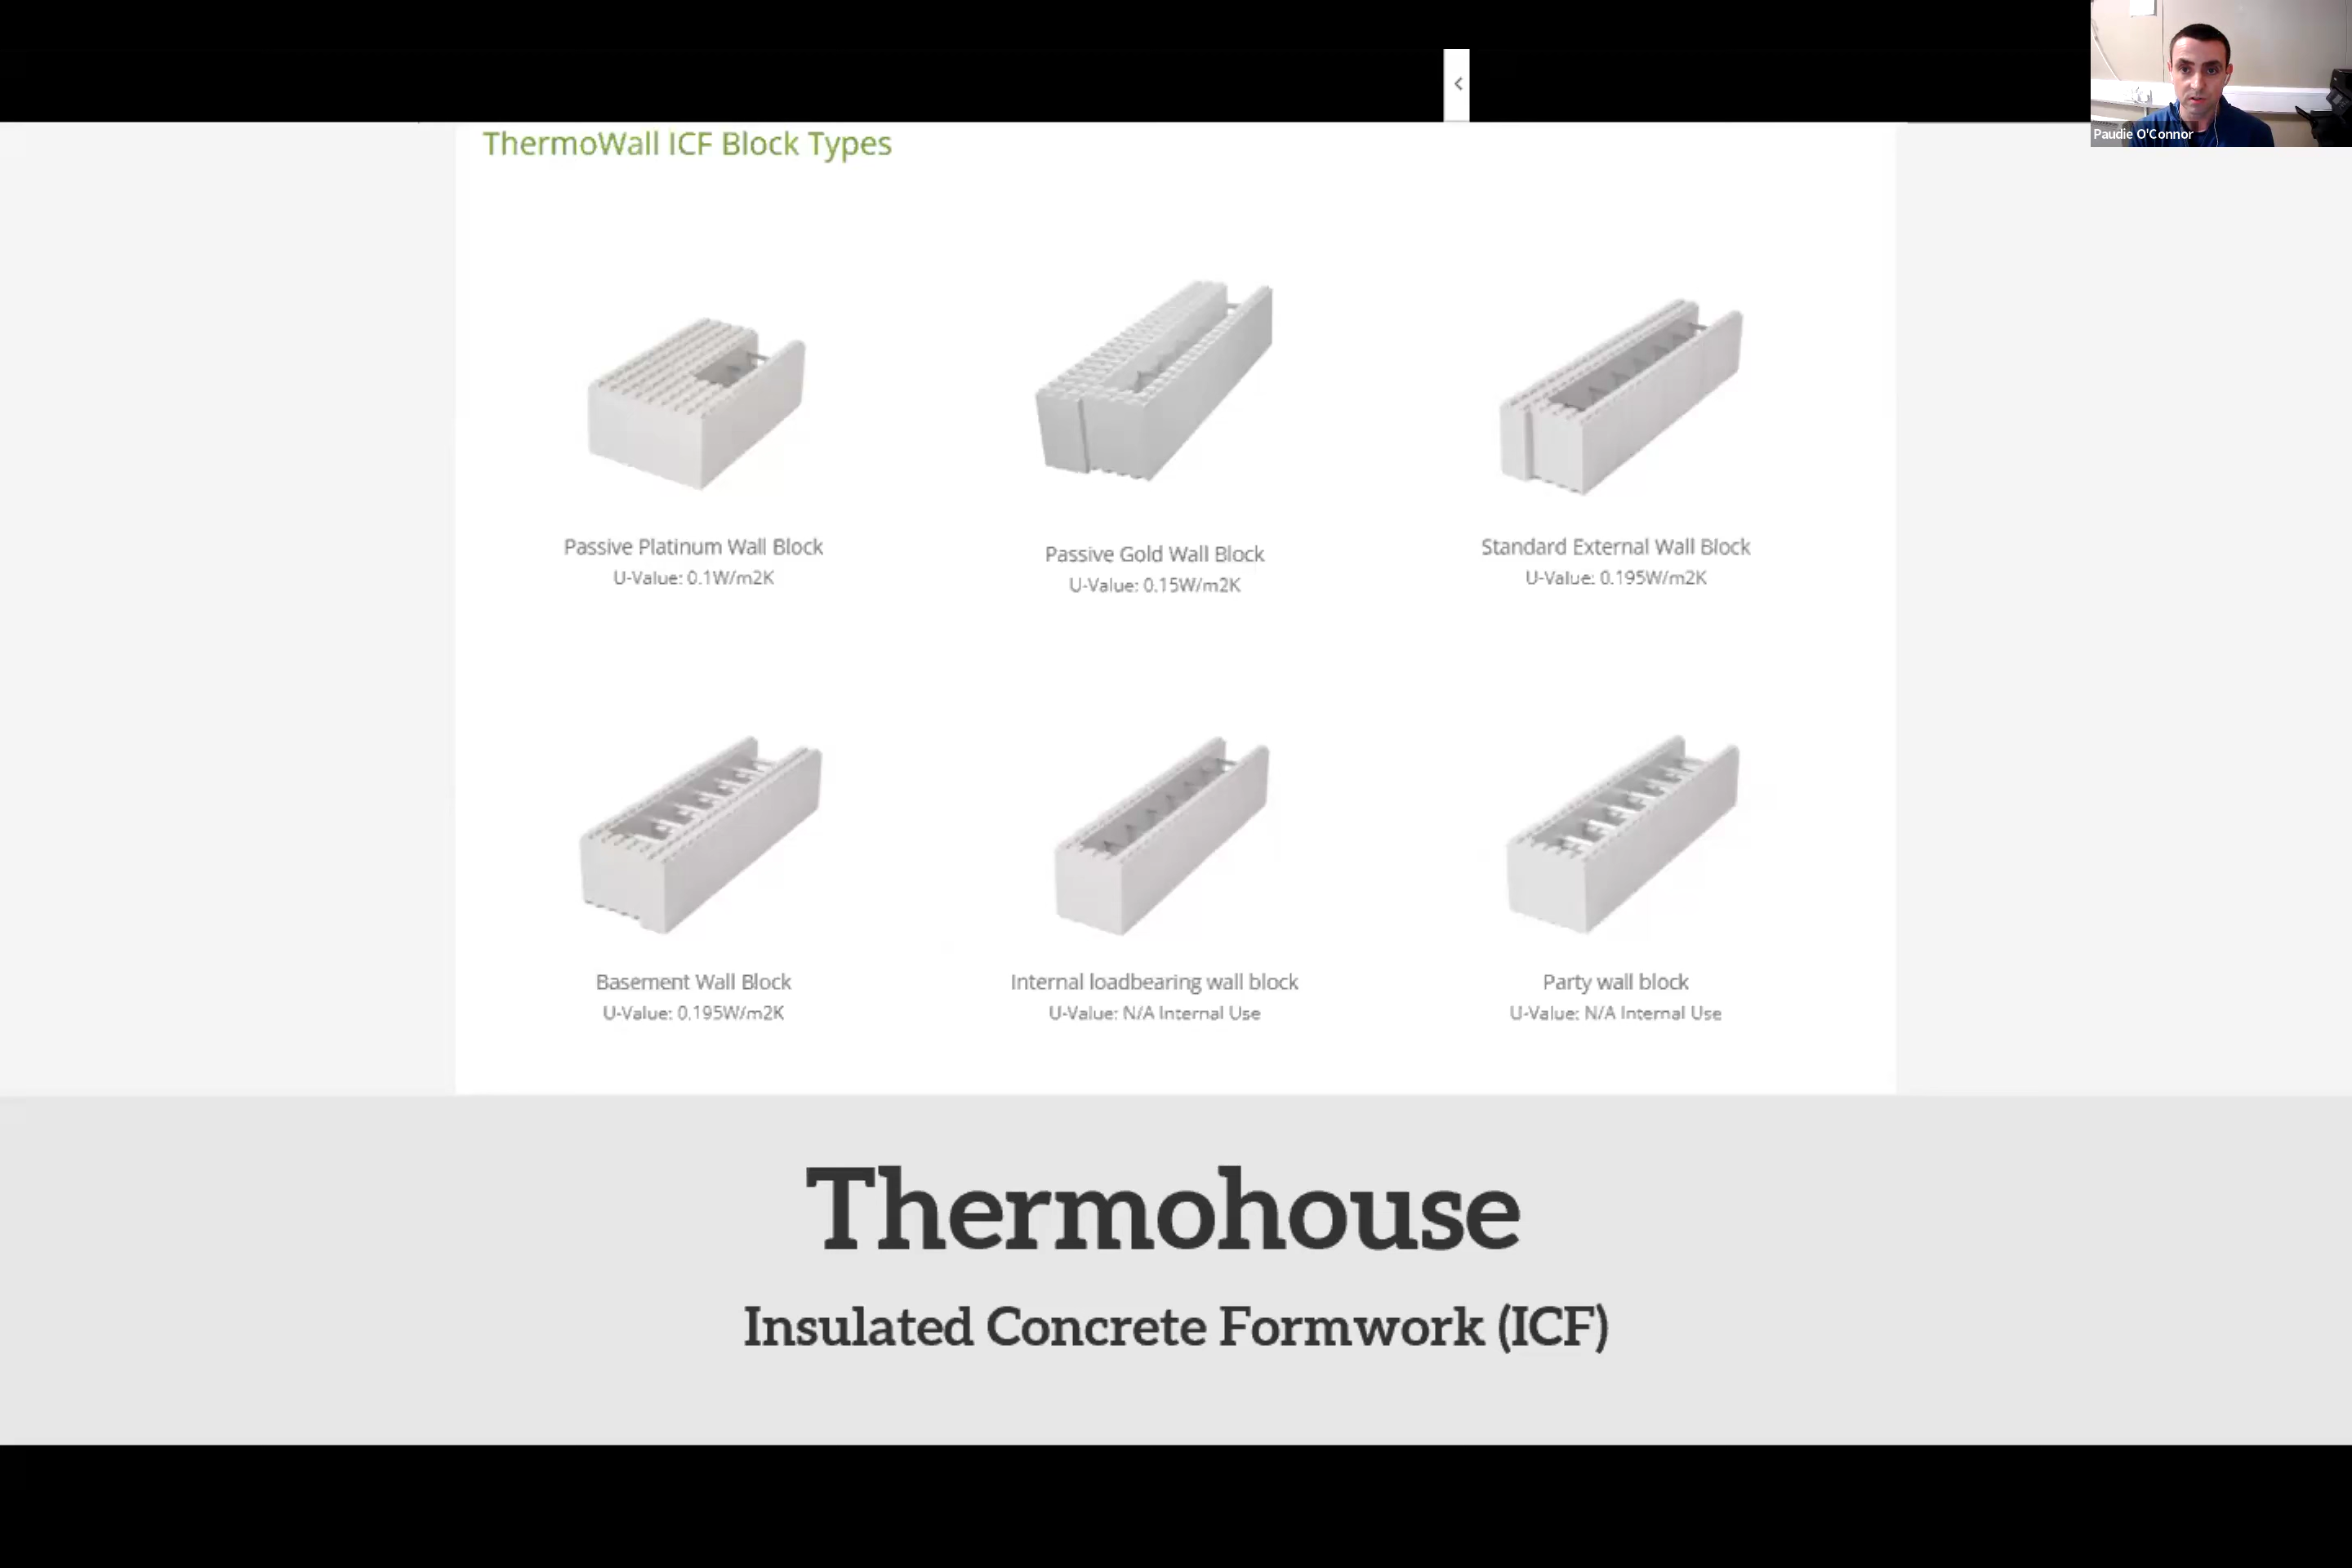 Paudie O'Connor
ThermoWall ICF Block Types
Passive Platinum Wall Block
U-Value: 0.1W/m2K
Passive Gold Wall Block
U-Value: 0.15W/m2K
Standard External Wall Block
U-Value: 0.195W/m2K
Basement Wall Block
U-Value: 0.195W/m2K
Internal loadbearing wall block
U-Value: N/A Internal Use
Party wall block
U-Value: N/A Internal Use
Thermohouse
Insulated Concrete Formwork (ICF)